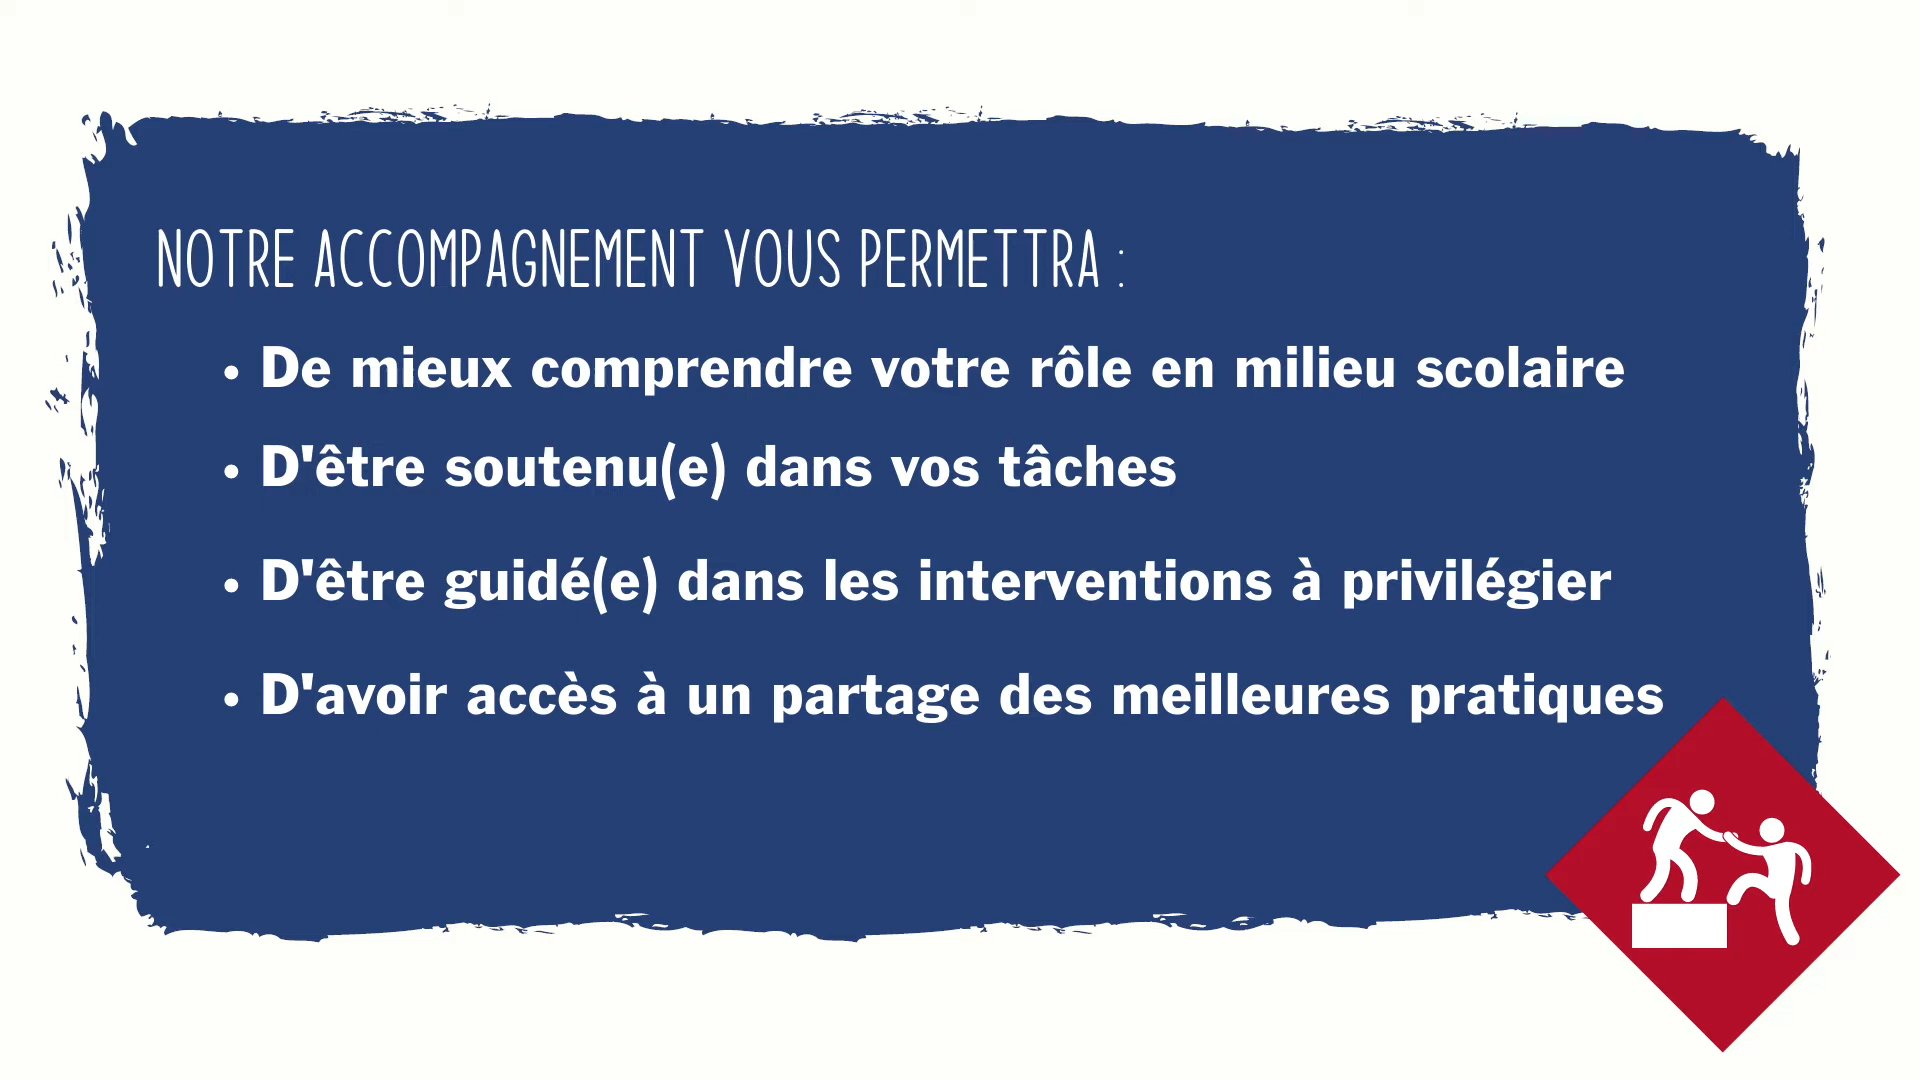 NOTRE ACCOMPAGNEMENT VOUS PERMETTRA :
• De mieux comprendre votre rôle en milieu scolaire
• D'être soutenu(e) dans vos tâches
• D'être guidé(e) dans les interventions à privilégier
• D'avoir accès à un partage des meilleures pratiques